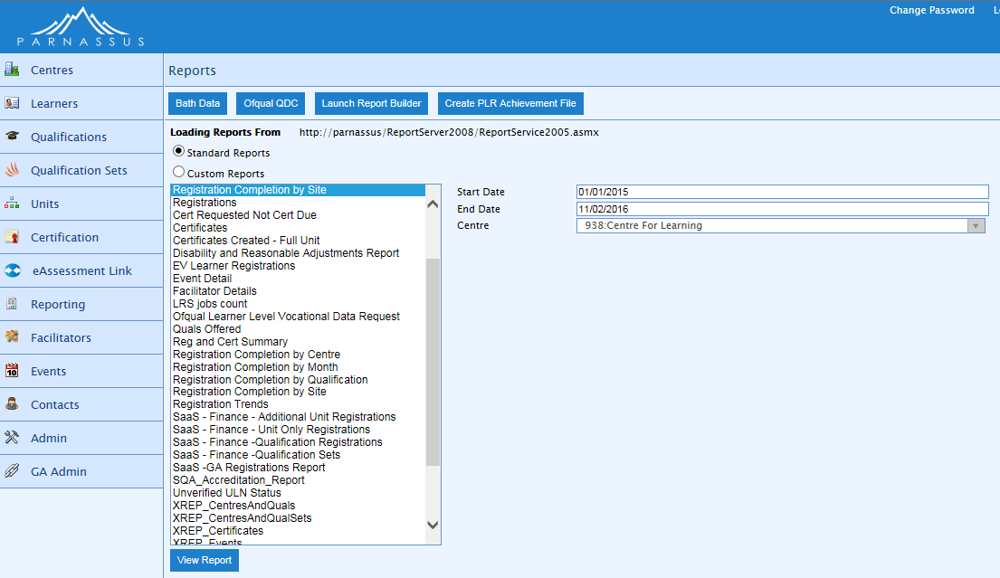 Change Password
PARNASSUS
Centres
Learners
Qualifications
Qualification Sets
Units
Certification
eAssessment Link
Reporting
Facilitators
Events
Contacts
Admin
GA Admin
Reports
Bath Data Ofqual QDC Launch Report Builder Create PLR Achievement File
Loading Reports From http://parnassus/ReportServer2008/ReportService2005.asmx
Standard Reports
Custom Reports
Registration Completion by Site
Registrations
Cert Requested Not Cert Due
Certificates
Certificates Created - Full Unit
Disability and Reasonable Adjustments Report
EV Learner Registrations
Event Detail
Facilitator Details
LRS jobs count
Ofqual Learner Level Vocational Data Request
Quals Offered
Reg and Cert Summary
Registration Completion by Centre
Registration Completion by Month
Registration Completion by Qualification
Registration Completion by Site
Registration Trends
SaaS - Finance - Additional Unit Registrations
SaaS - Finance - Unit Only Registrations
SaaS - Finance -Qualification Registrations
SaaS - Finance -Qualification Sets
SaaS -GA Registrations Report
SQA_Accreditation_Report
Unverified ULN Status
XREP_CentresAndQuals
XREP_CentresAndQualSets
XREP_Certificates
XREP_Events
Start Date 01/01/2015
End Date 11/02/2016
Centre 938:Centre For Learning
View Report